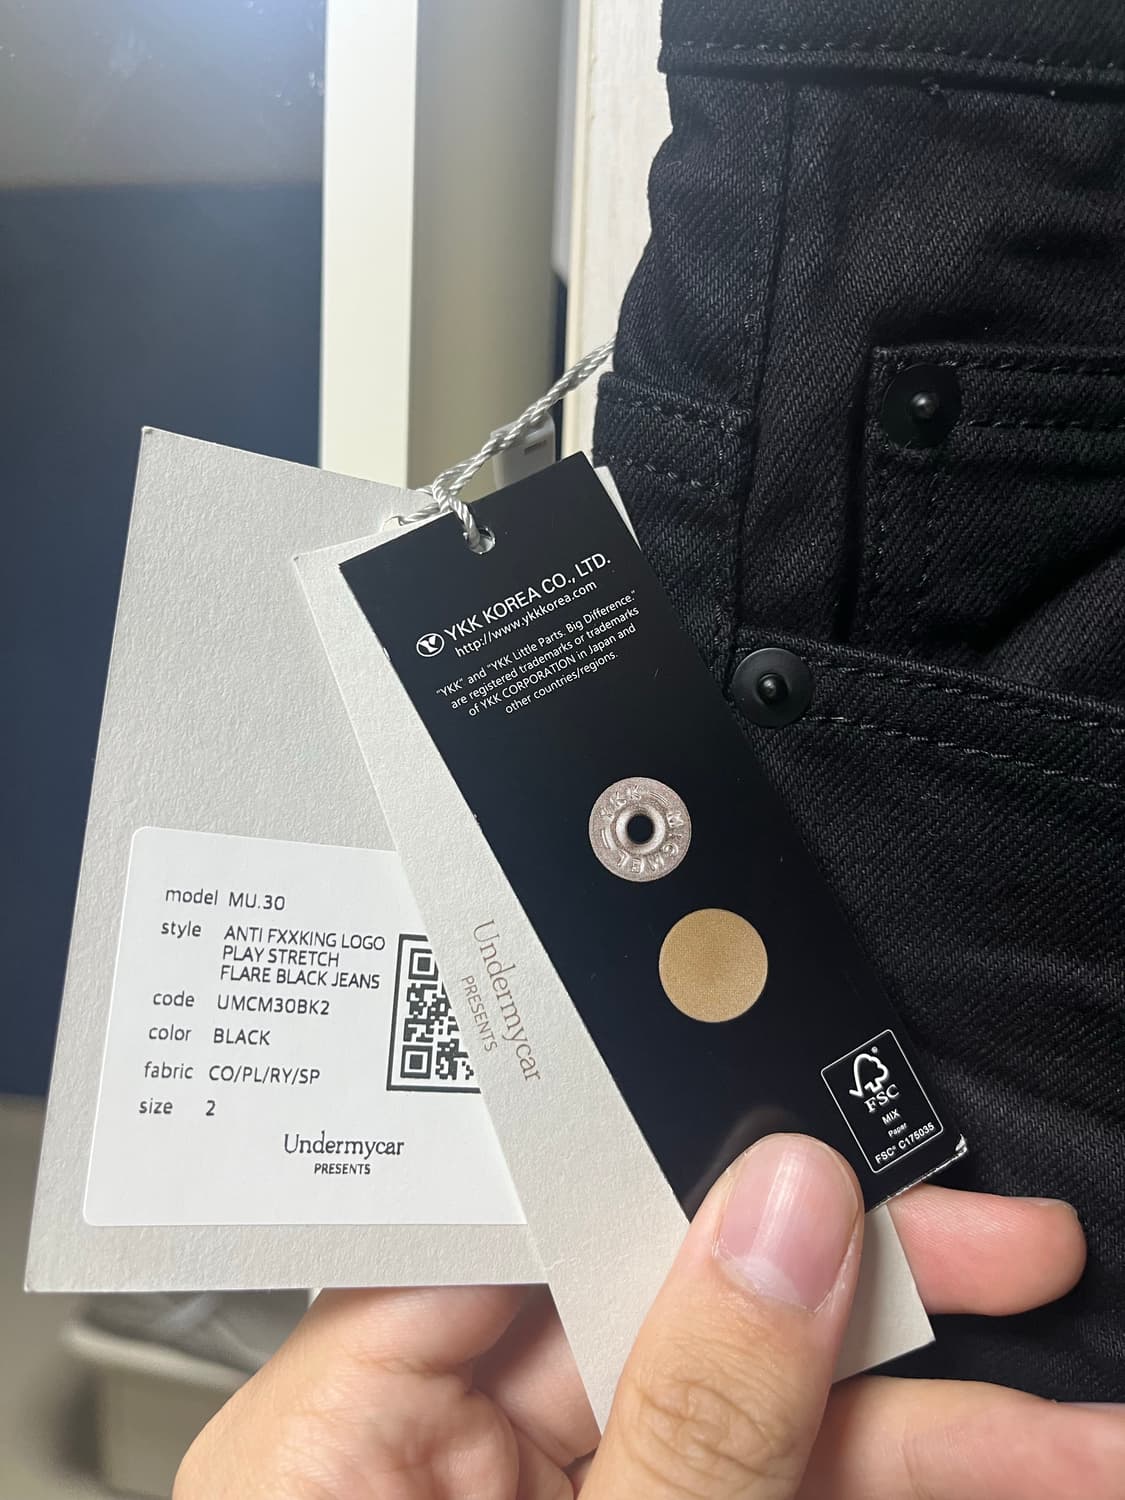 YKK KOREA CO., LTD.
http://www.ykkkorea.com
"YKK" and "YKK Little Parts. Big Difference."
are registered trademarks or trademarks
of YKK CORPORATION in Japan and
other countries/regions.
YKK
FSC
MIX
Paper
FSC® C175035
Undermycar
PRESENTS
model MU.30
style ANTI FXXKING LOGO
PLAY STRETCH
FLARE BLACK JEANS
code UMCM30BK2
color BLACK
fabric CO/PL/RY/SP
size 2
Undermycar
PRESENTS